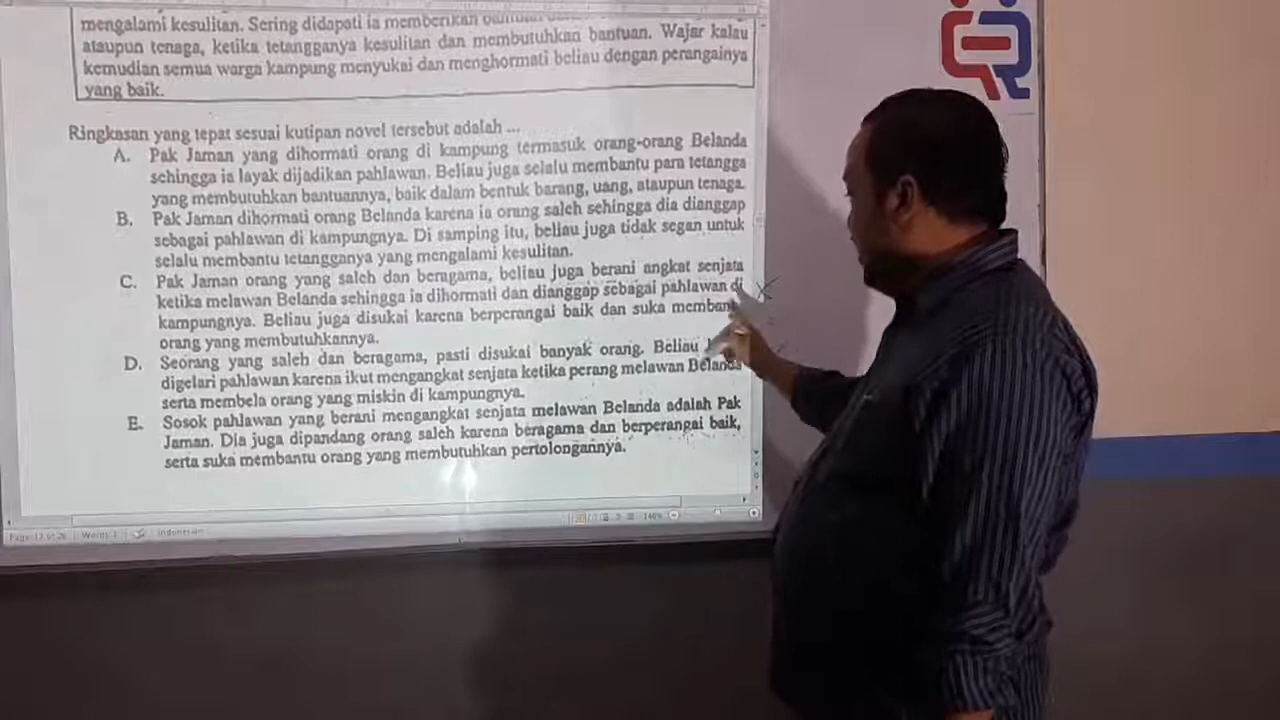 mengalami kesulitan. Sering didapati ia memberikan
ataupun tenaga, ketika tetangganya kesulitan dan membutuhkan bantuan. Wajar kalau
kemudian semua warga kampung menyukai dan menghormati beliau dengan perangainya
yang baik.
Ringkasan yang tepat sesuai kutipan novel tersebut adalah ...
A. Pak Jaman yang dihormati orang di kampung termasuk orang-orang Belanda
sehingga ia layak dijadikan pahlawan. Beliau juga selalu membantu para tetangga
yang membutuhkan bantuannya, baik dalam bentuk barang, uang, ataupun tenaga.
B. Pak Jaman dihormati orang Belanda karena ia orang saleh sehingga dia dianggap
sebagai pahlawan di kampungnya. Di samping itu, beliau juga tidak segan untuk
selalu membantu tetangganya yang mengalami kesulitan.
C. Pak Jaman orang yang saleh dan beragama, beliau juga berani angkat senjata
ketika melawan Belanda sehingga ia dihormati dan dianggap sebagai pahlawan di
kampungnya. Beliau juga disukai karena berperangai baik dan suka
orang yang membutuhkannya.
D. Seorang yang saleh dan beragama, pasti disukai banyak orang. Beliau
digelari pahlawan karena ikut mengangkat senjata ketika perang melawan Belanda
serta membela orang yang miskin di kampungnya.
E. Sosok pahlawan yang berani mengangkat senjata melawan Belanda adalah Pak
Jaman. Dia juga dipandang orang saleh karena beragama dan berperangai baik,
serta suka membantu orang yang membutuhkan pertolongannya.
Indonesian
140%